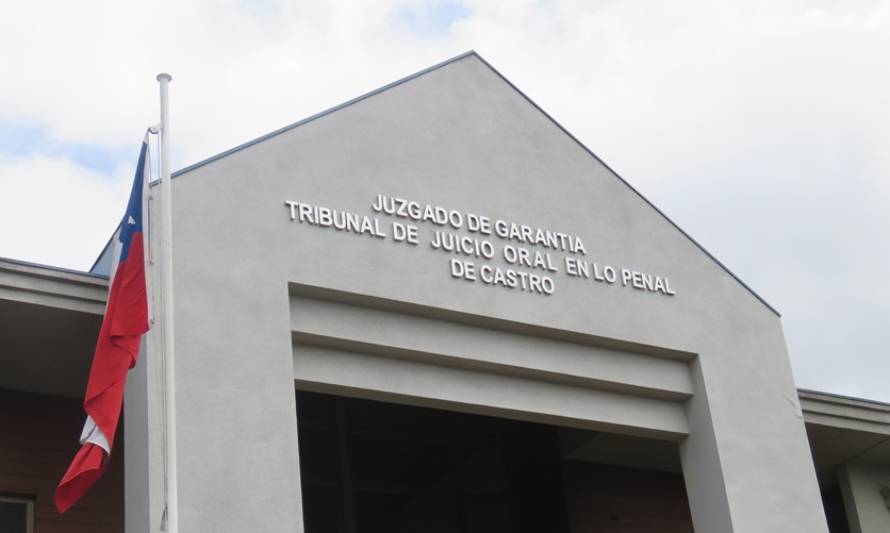 JUZGADO DE GARANTIA
TRIBUNAL DE JUICIO ORAL EN LO PENAL
DE CASTRO